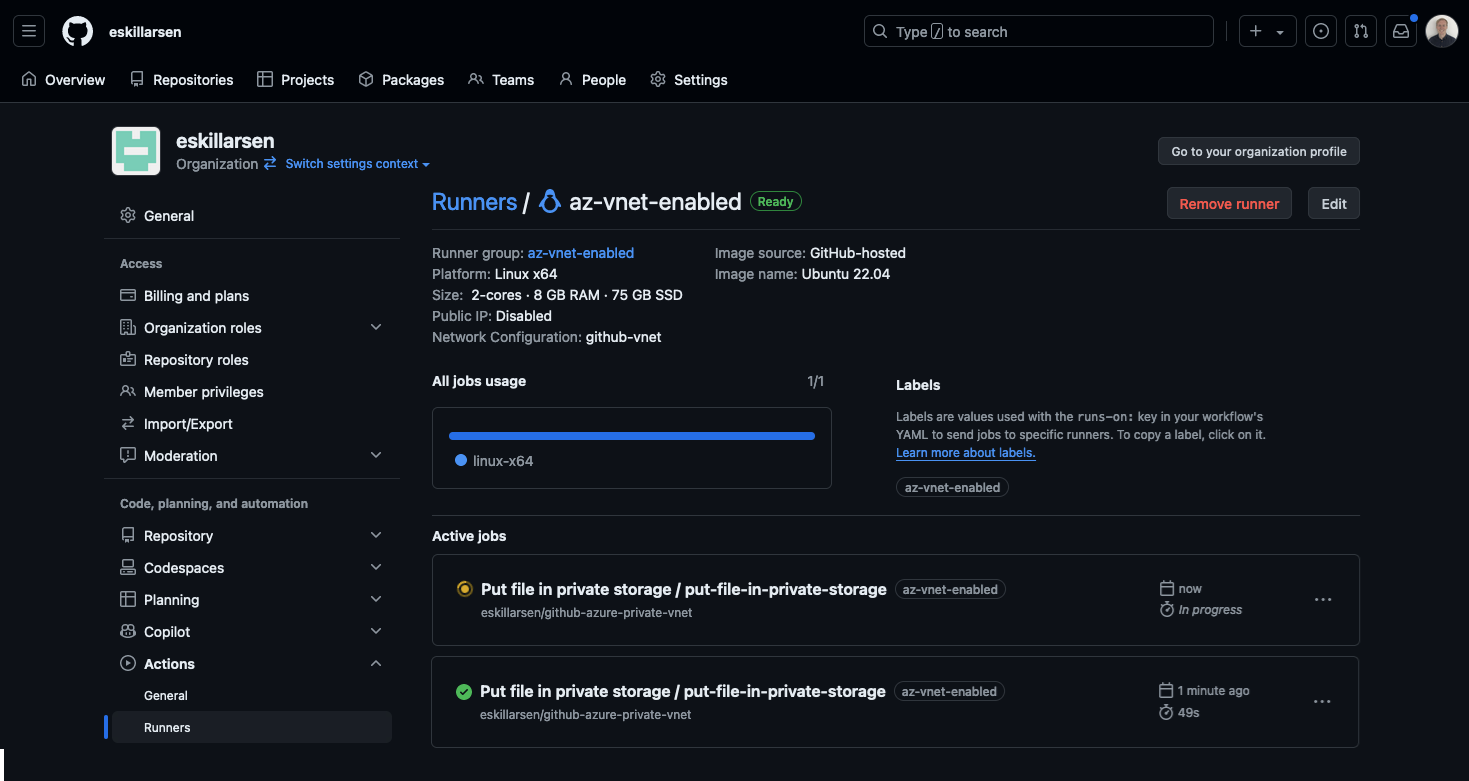 eskillarsen
Type / to search
Overview
Repositories
Projects
Packages
Teams
People
Settings
eskillarsen
Organization
Switch settings context
Go to your organization profile
General
Access
Billing and plans
Organization roles
Repository roles
Member privileges
Import/Export
Moderation
Code, planning, and automation
Repository
Codespaces
Planning
Copilot
Actions
General
Runners
Runners / az-vnet-enabled
Ready
Remove runner
Edit
Runner group: az-vnet-enabled
Platform: Linux x64
Size: 2-cores · 8 GB RAM · 75 GB SSD
Public IP: Disabled
Network Configuration: github-vnet
Image source: GitHub-hosted
Image name: Ubuntu 22.04
All jobs usage
1/1
linux-x64
Labels
Labels are values used with the runs-on: key in your workflow's
YAML to send jobs to specific runners. To copy a label, click on it.
Learn more about labels.
az-vnet-enabled
Active jobs
Put file in private storage / put-file-in-private-storage
az-vnet-enabled
eskillarsen/github-azure-private-vnet
now
In progress
Put file in private storage / put-file-in-private-storage
az-vnet-enabled
eskillarsen/github-azure-private-vnet
1 minute ago
49s